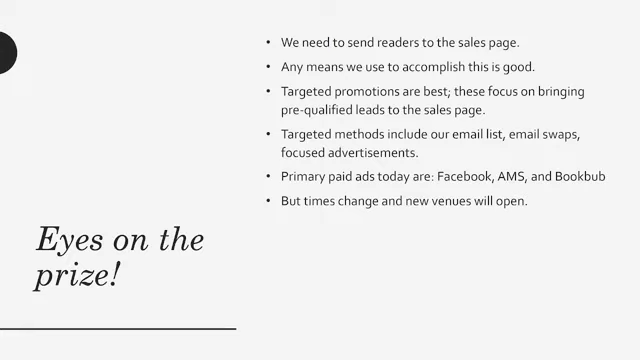 • We need to send readers to the sales page.
• Any means we use to accomplish this is good.
• Targeted promotions are best; these focus on bringing
pre-qualified leads to the sales page.
• Targeted methods include our email list, email swaps,
focused advertisements.
• Primary paid ads today are: Facebook, AMS, and Bookbub
• But times change and new venues will open.
Eyes on the
prize!